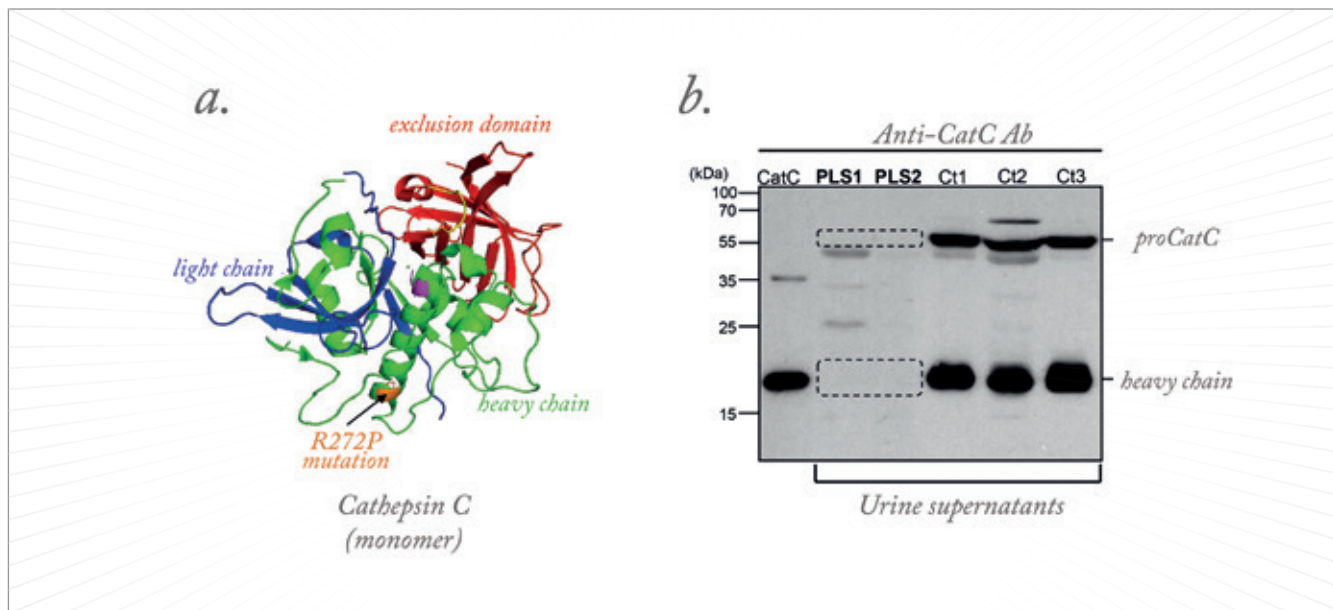 a.
exclusion domain
light chain
heavy chain
R272P
mutation
Cathepsin C
(monomer)
b.
Anti-CatC Ab
(kDa) CatC PLS1 PLS2 Ct1 Ct2 Ct3
100
70
55
proCatC
35
25
heavy chain
15
Urine supernatants